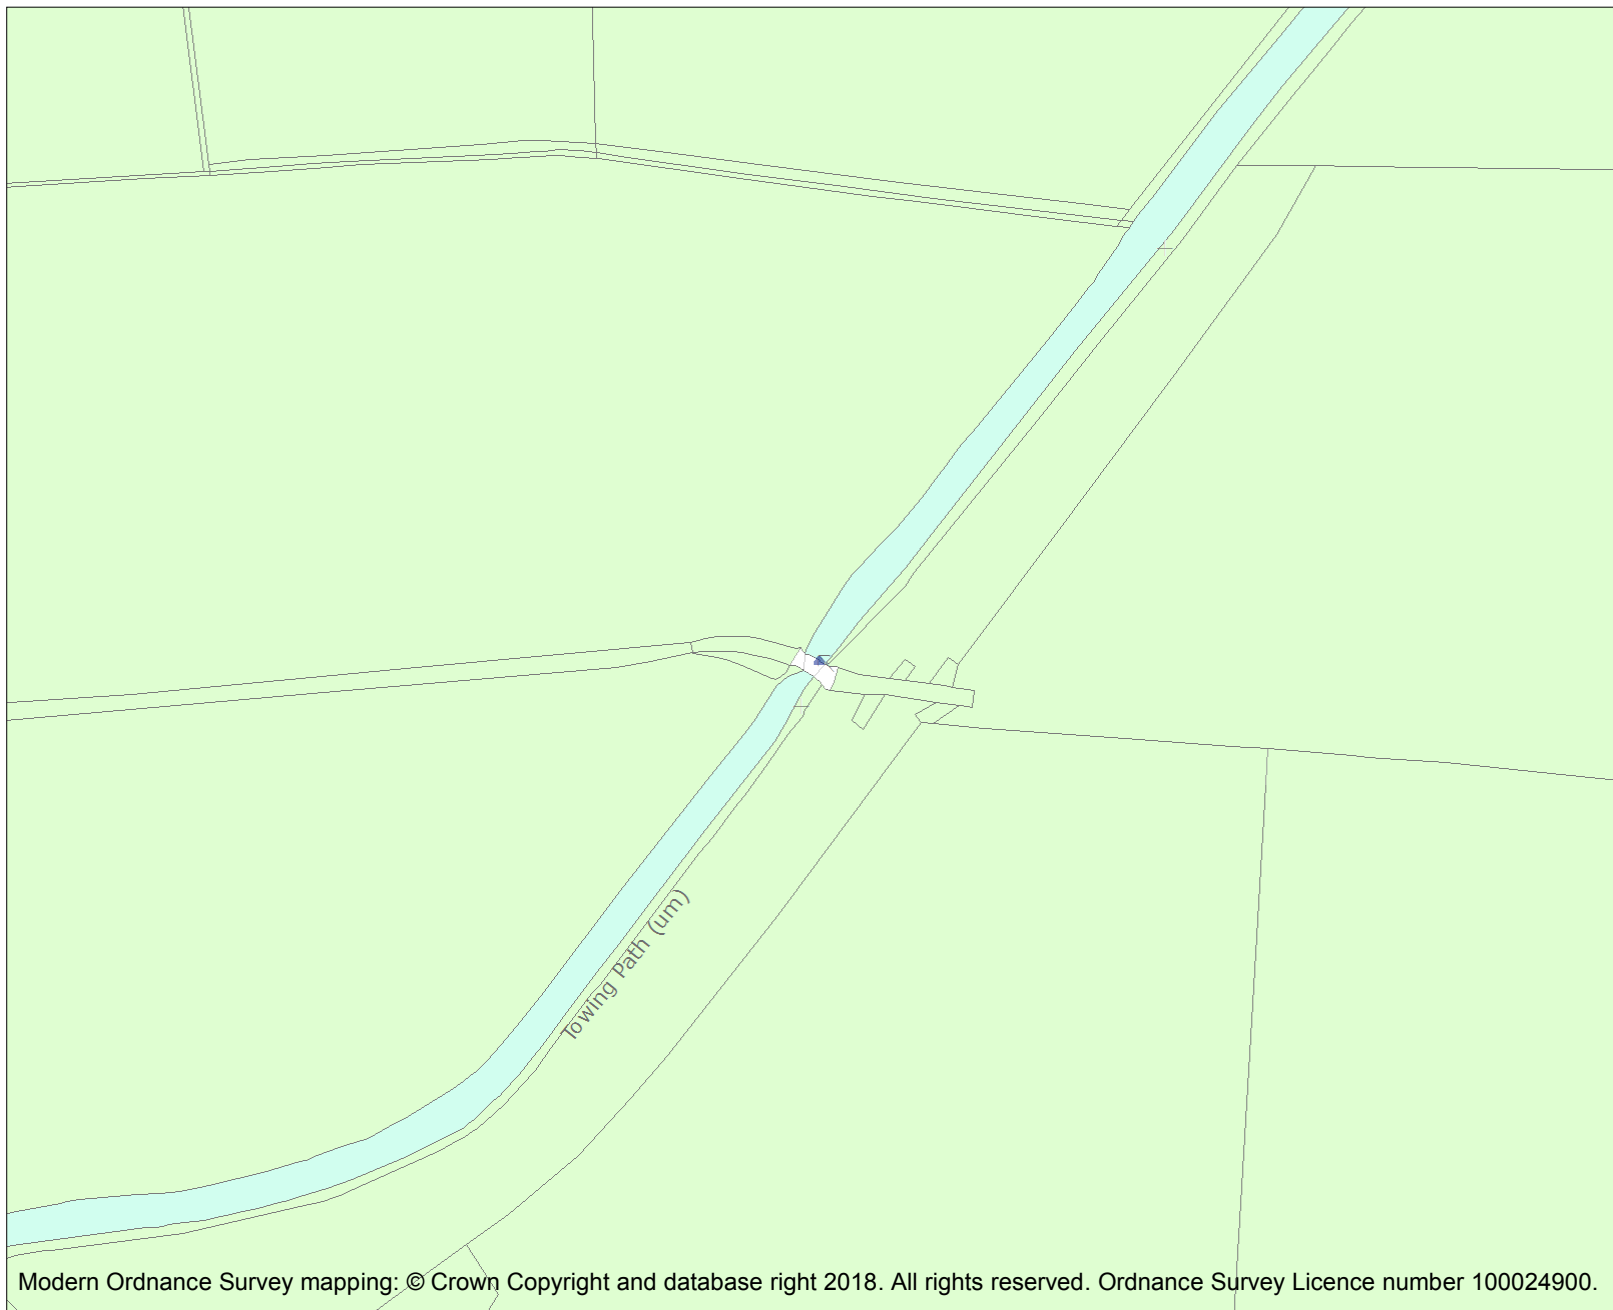 Towing Path (um)
Modern Ordnance Survey mapping: © Crown Copyright and database right 2018. All rights reserved. Ordnance Survey Licence number 100024900.